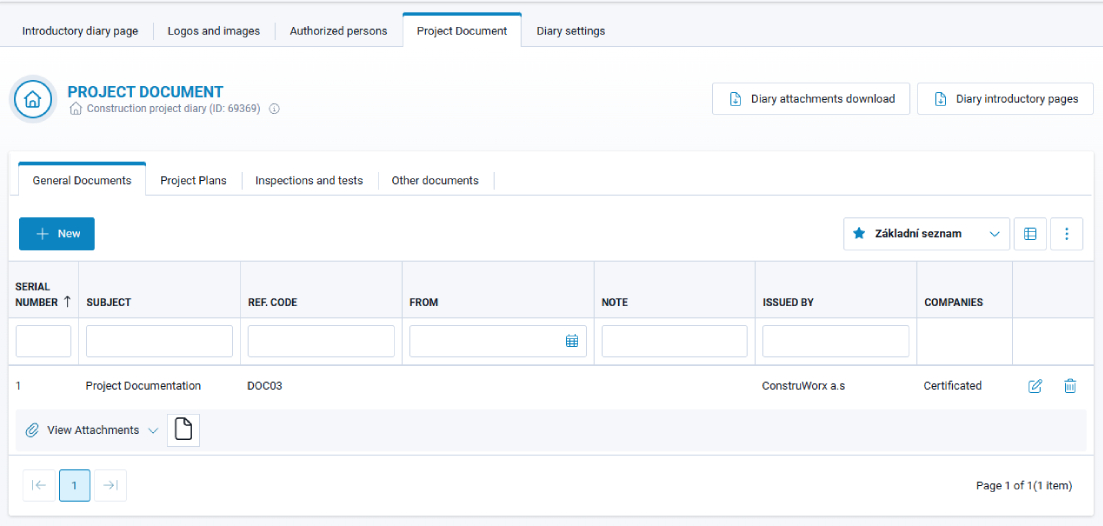 Introductory diary page Logos and images Authorized persons Project Document Diary settings
PROJECT DOCUMENT
Construction project diary (ID: 69369)
Diary attachments download Diary introductory pages
General Documents Project Plans Inspections and tests Other documents
New Základní seznam
SERIAL
NUMBER SUBJECT REF. CODE FROM NOTE ISSUED BY COMPANIES
1 Project Documentation DOC03 ConstruWorx a.s Certificated
View Attachments
1 Page 1 of 1(1 item)